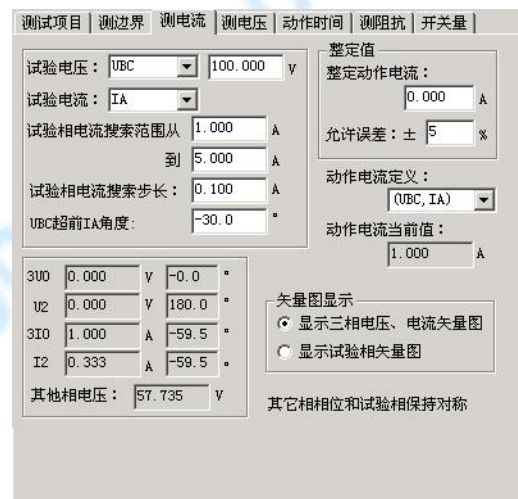 测试项目 测边界 测电流 测电压 动作时间 测阻抗 开关量
试验电压： UBC 100.000 V
试验电流： IA
试验相电流搜索范围从 1.000 A
到 5.000 A
试验相电流搜索步长： 0.100 A
UBC超前IA角度: -30.0 °
整定值
整定动作电流：
0.000 A
允许误差：± 5 %
动作电流定义：
(UBC,IA)
动作电流当前值：
1.000 A
3U0 0.000 V -0.0 °
U2 0.000 V 180.0 °
3I0 1.000 A -59.5 °
I2 0.333 A -59.5 °
其他相电压： 57.735 V
矢量图显示
显示三相电压、电流矢量图
显示试验相矢量图
其它相相位和试验相保持对称